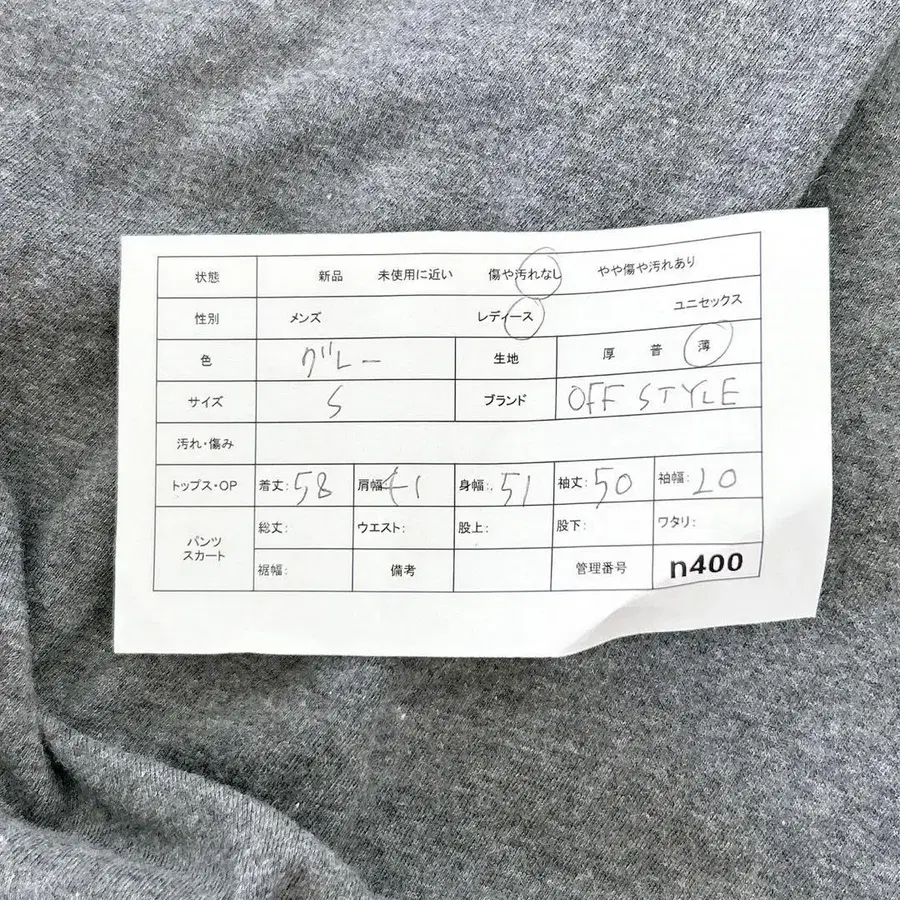 状態 新品 未使用に近い 傷や汚れなし やや傷や汚れあり
性別 メンズ レディース ユニセックス
色 グレー 生地 厚 普 薄
サイズ S ブランド OFF STYLE
汚れ・傷み
トップス・OP 着丈: 58 肩幅 41 身幅: 51 袖丈: 50 袖幅: 20
パンツ スカート 総丈: ウエスト: 股上: 股下: ワタリ:
裾幅: 備考 管理番号 n400